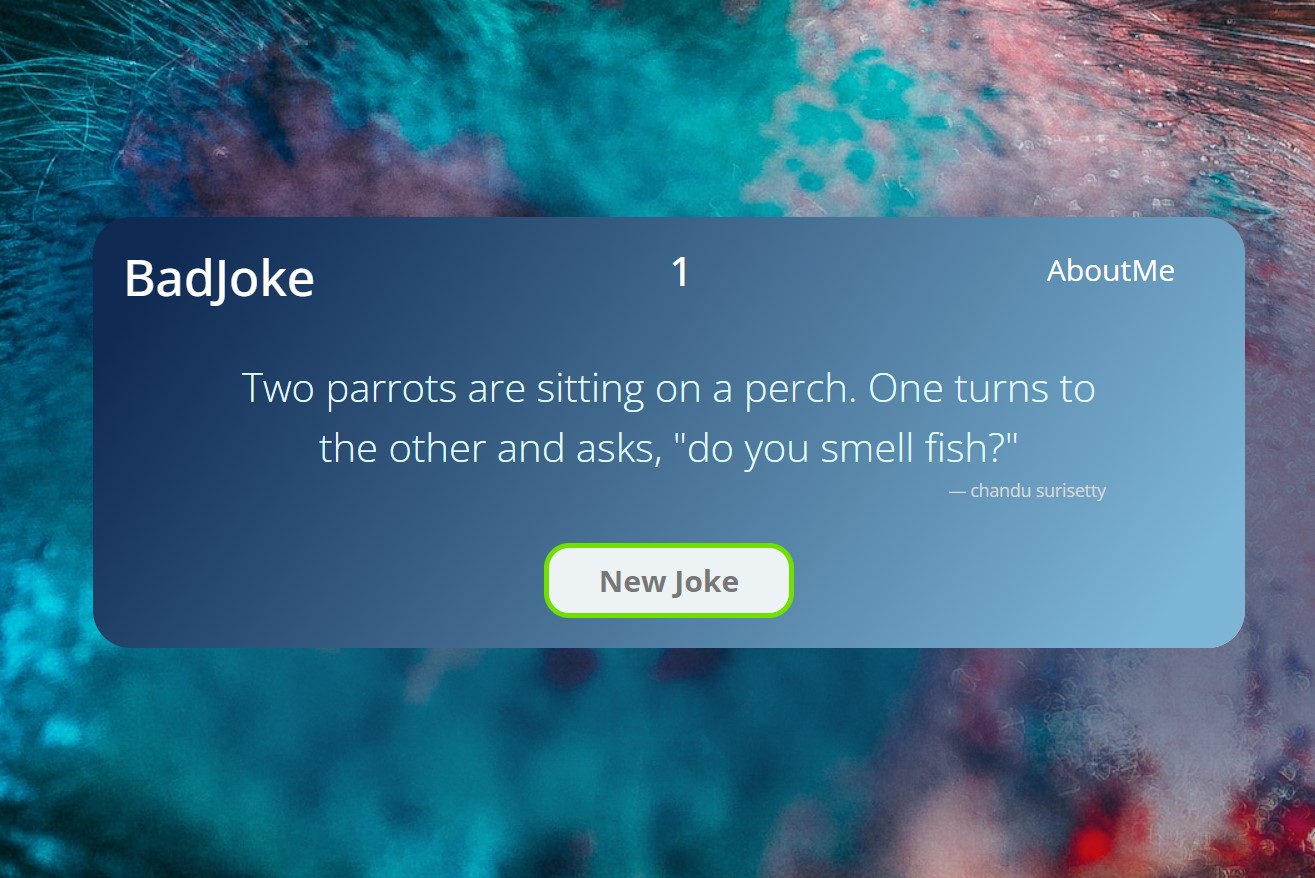 BadJoke
1
AboutMe
Two parrots are sitting on a perch. One turns to
the other and asks, "do you smell fish?"
— chandu surisetty
New Joke